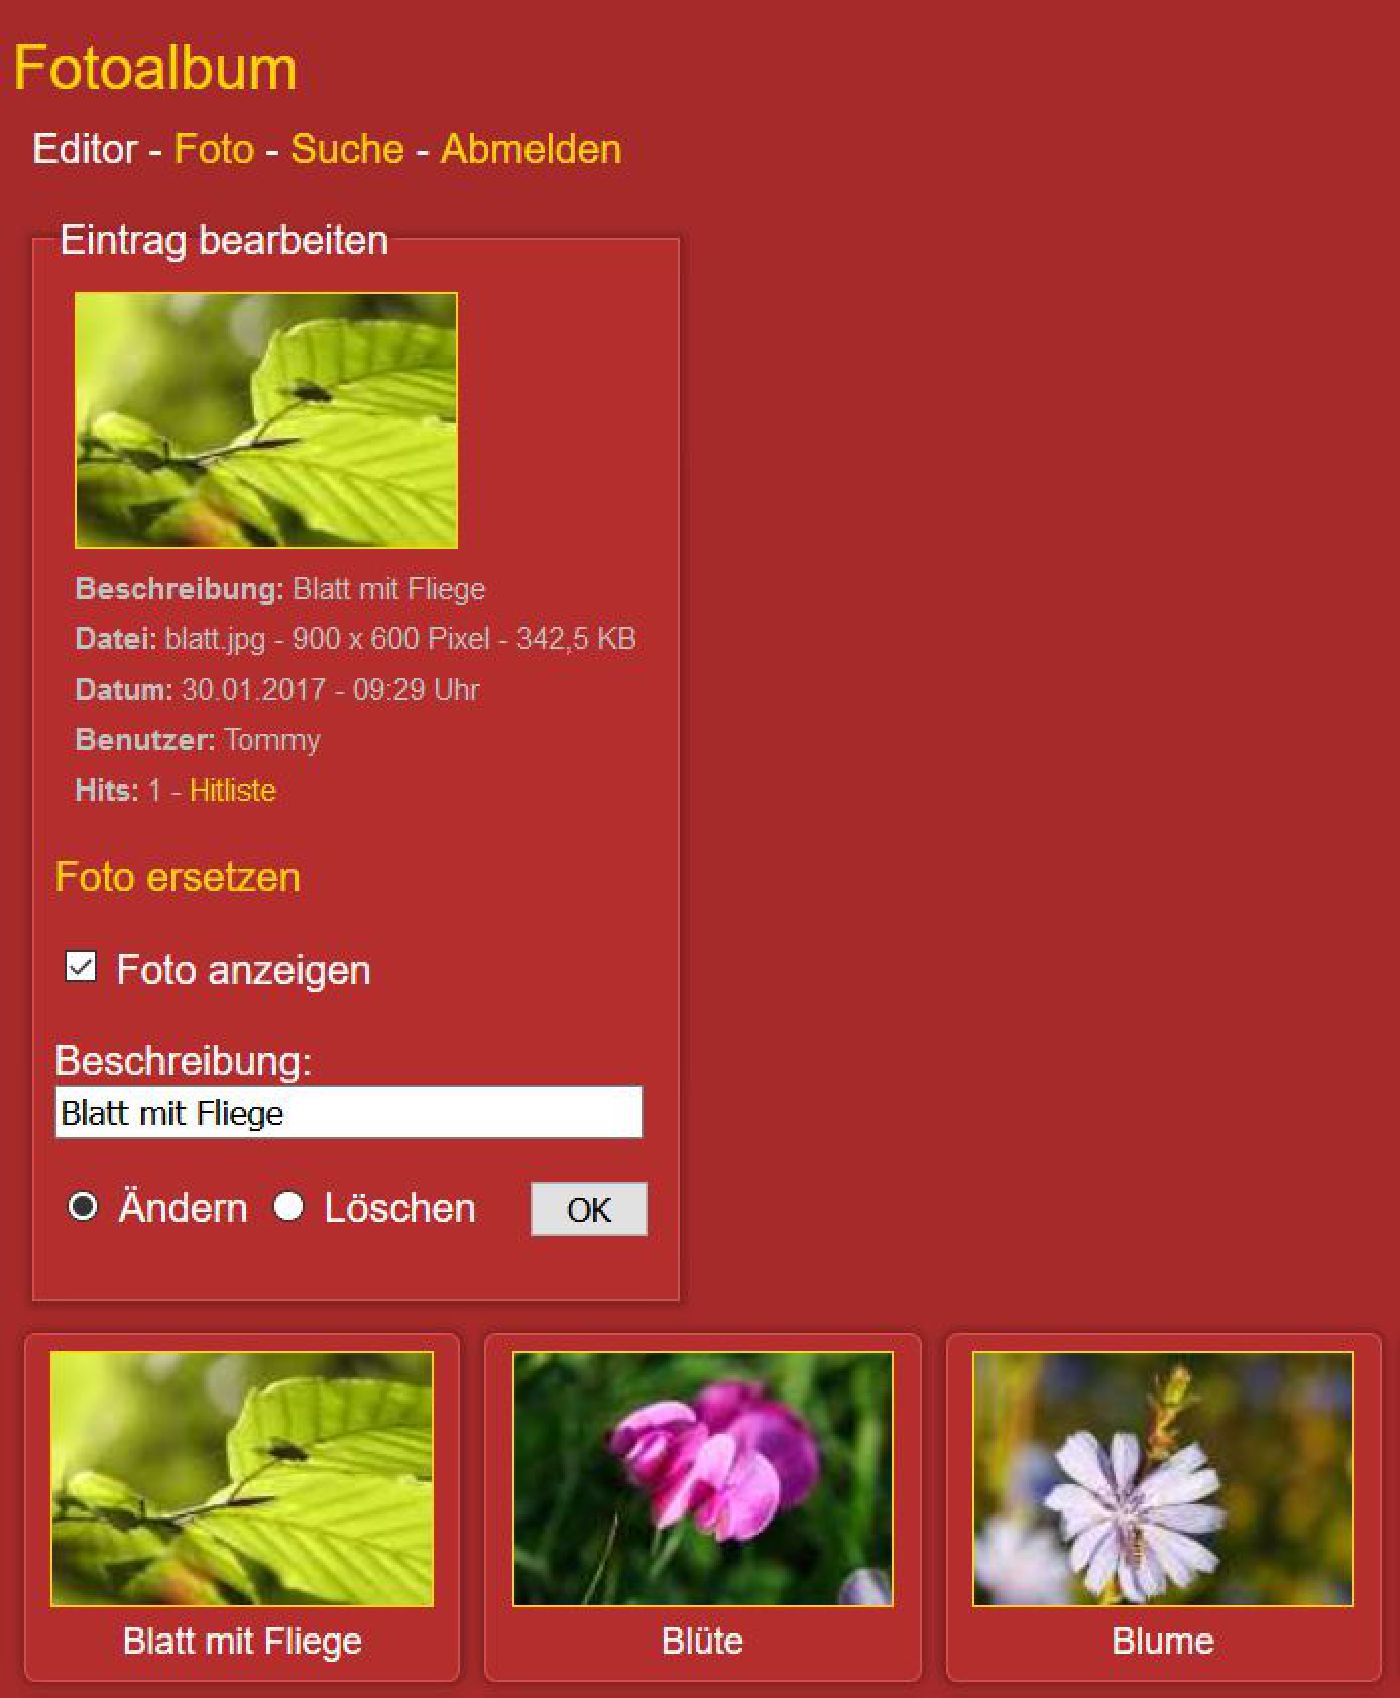 Fotoalbum
Editor - Foto - Suche - Abmelden
Eintrag bearbeiten
Beschreibung: Blatt mit Fliege
Datei: blatt.jpg - 900 x 600 Pixel - 342,5 KB
Datum: 30.01.2017 - 09:29 Uhr
Benutzer: Tommy
Hits: 1 - Hitliste
Foto ersetzen
Foto anzeigen
Beschreibung:
Blatt mit Fliege
Ändern Löschen OK
Blatt mit Fliege Blüte Blume